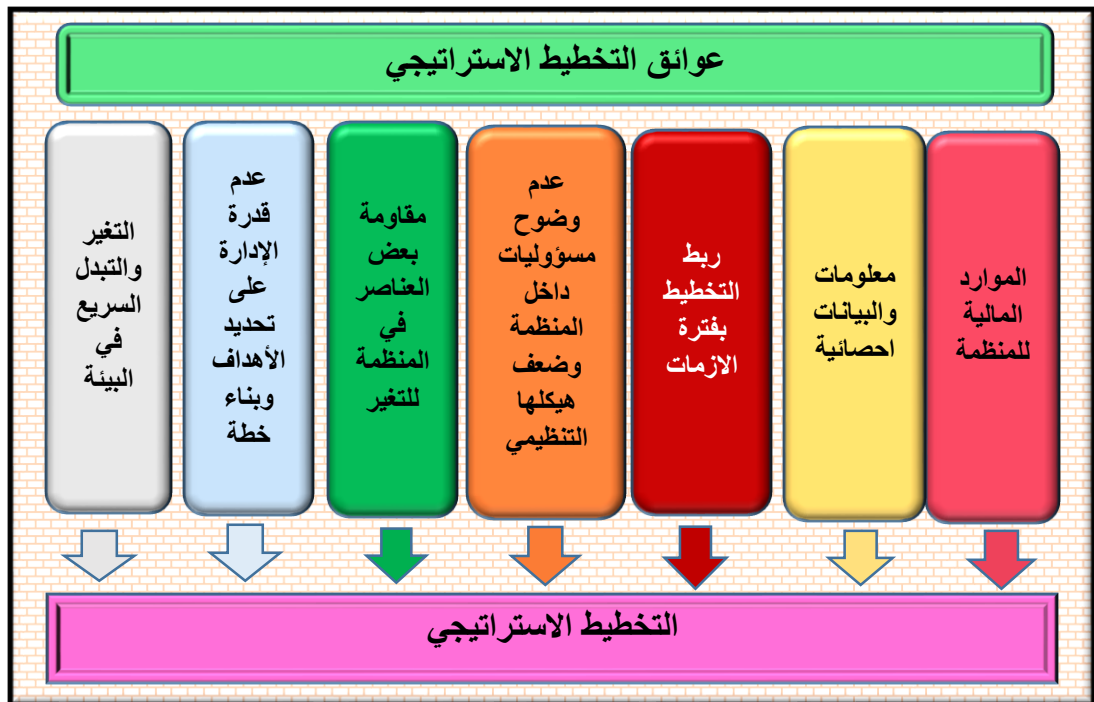 عوائق التخطيط الاستراتيجي
الموارد
المالية
للمنظمة
معلومات
والبيانات
احصائية
ربط
التخطيط
بفترة
الازمات
عدم
وضوح
مسؤوليات
داخل
المنظمة
وضعف
هيكلها
التنظيمي
مقاومة
بعض
العناصر
في
المنظمة
للتغير
عدم
قدرة
الإدارة
على
تحديد
الأهداف
وبناء
خطة
التغير
والتبدل
السريع
في
البيئة
التخطيط الاستراتيجي